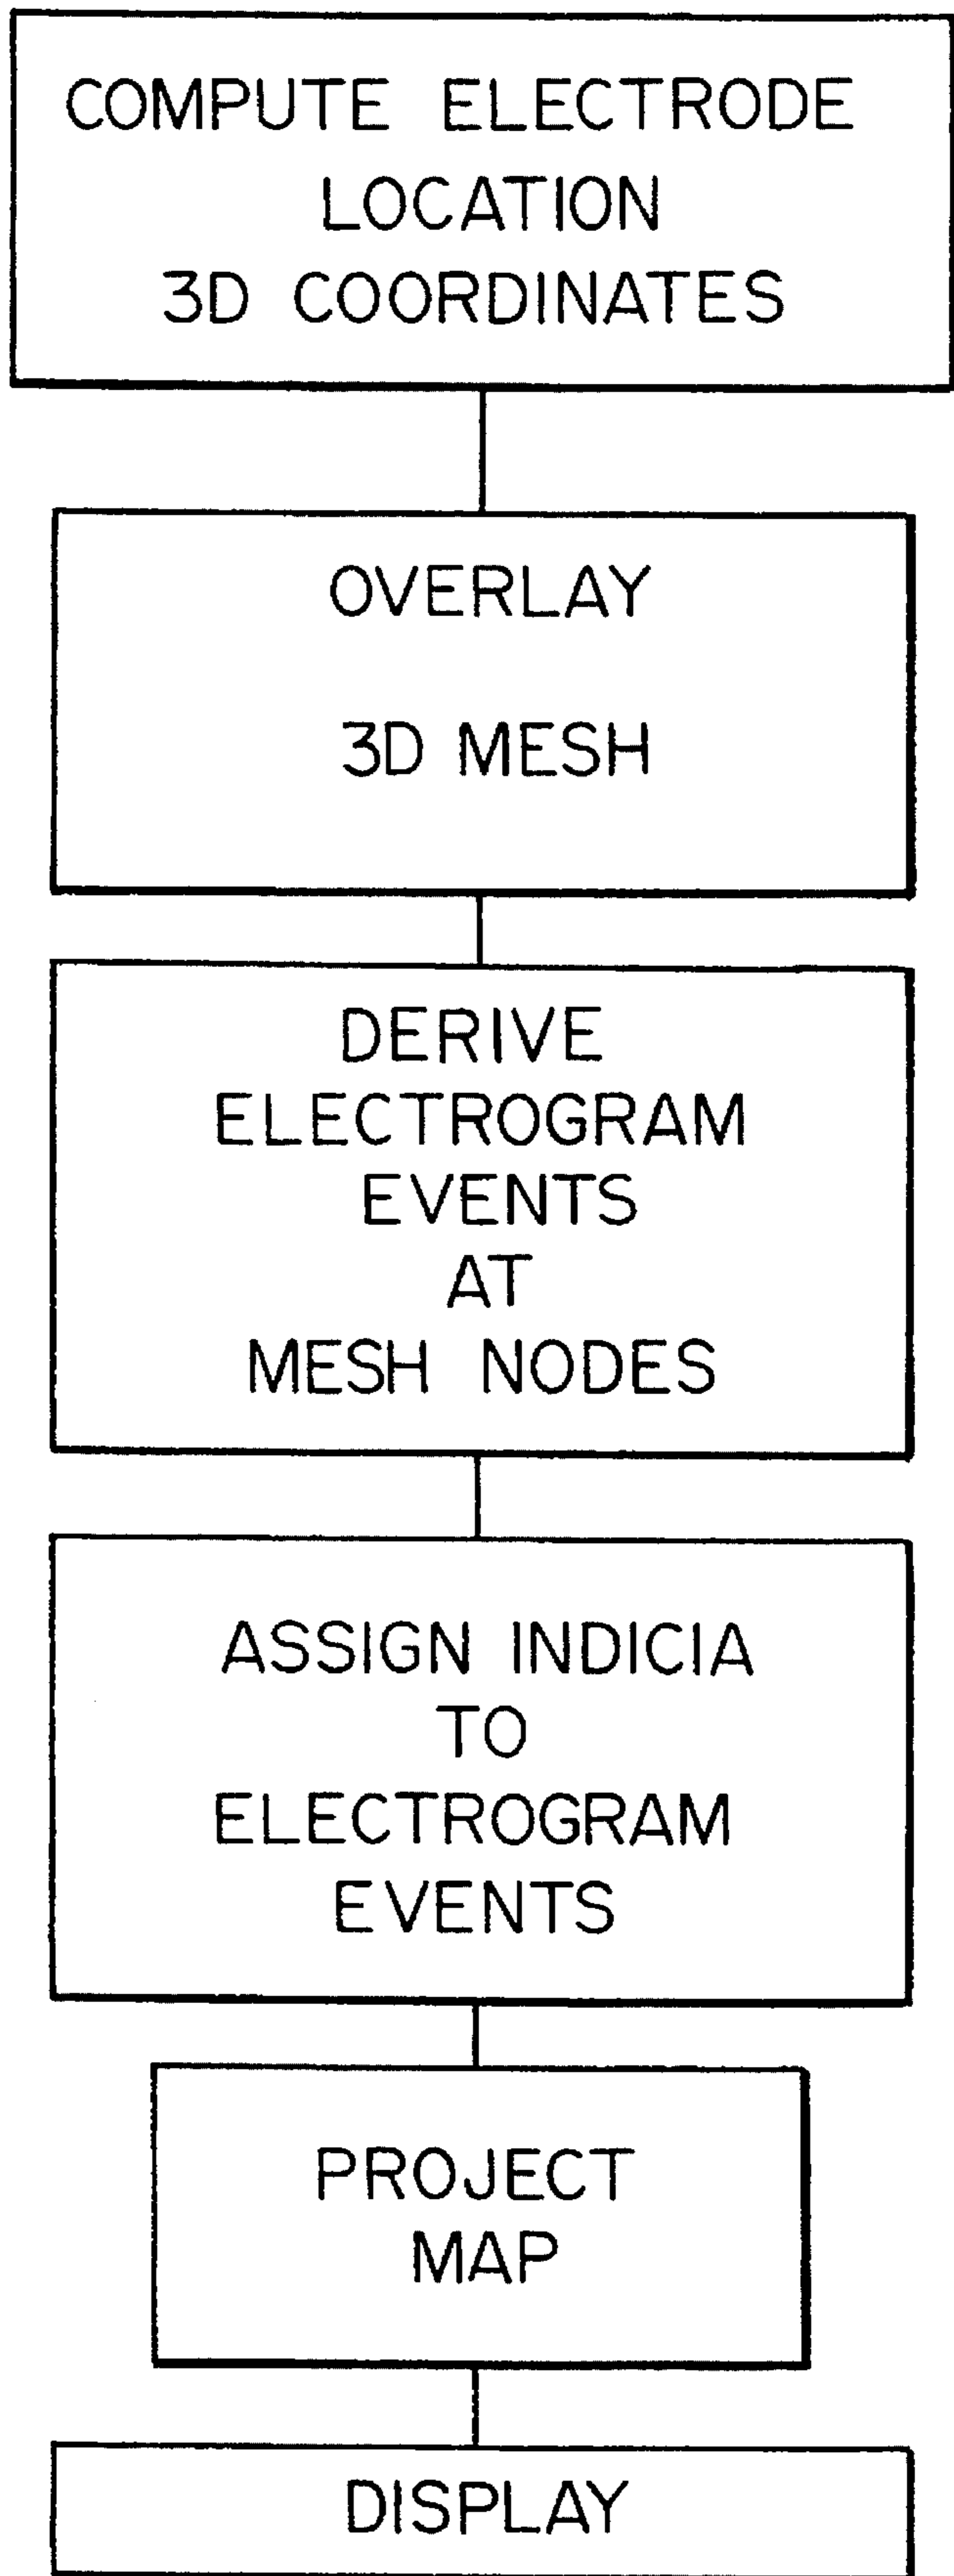 COMPUTE ELECTRODE
LOCATION
3D COORDINATES
OVERLAY
3D MESH
DERIVE
ELECTROGRAM
EVENTS
AT
MESH NODES
ASSIGN INDICIA
TO
ELECTROGRAM
EVENTS
PROJECT
MAP
DISPLAY